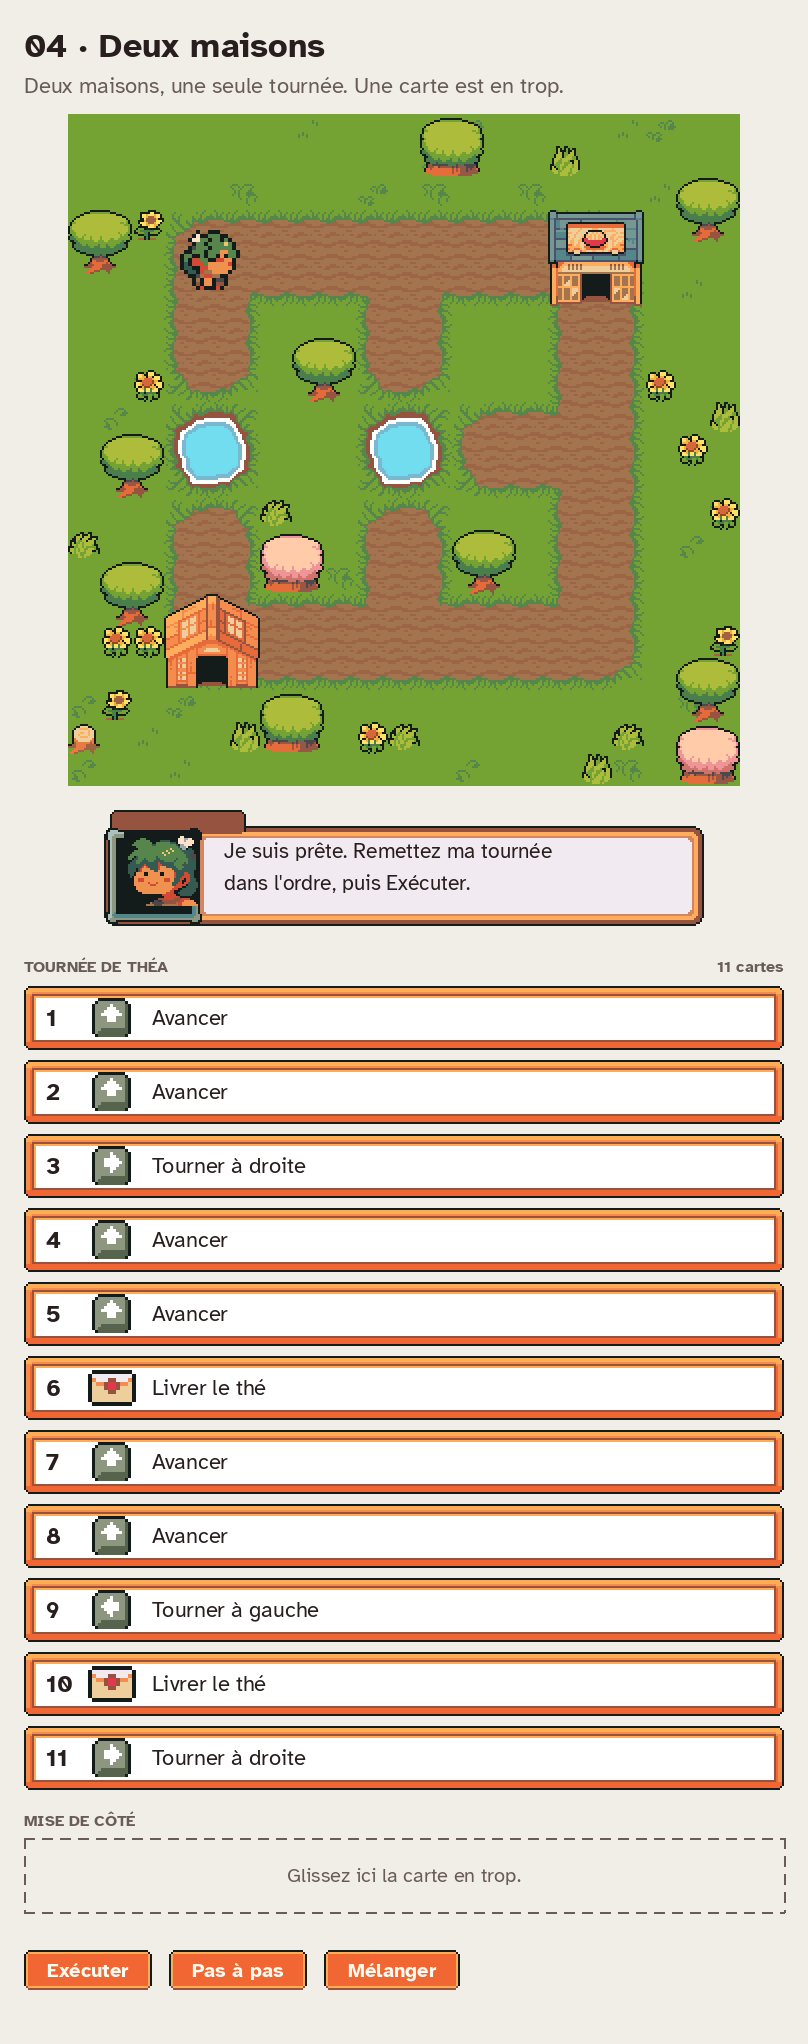 04 · Deux maisons
Deux maisons, une seule tournée. Une carte est en trop.
Je suis prête. Remettez ma tournée
dans l'ordre, puis Exécuter.
TOURNÉE DE THÉA
11 cartes
1 Avancer
2 Avancer
3 Tourner à droite
4 Avancer
5 Avancer
6 Livrer le thé
7 Avancer
8 Avancer
9 Tourner à gauche
10 Livrer le thé
11 Tourner à droite
MISE DE CÔTÉ
Glissez ici la carte en trop.
Exécuter
Pas à pas
Mélanger